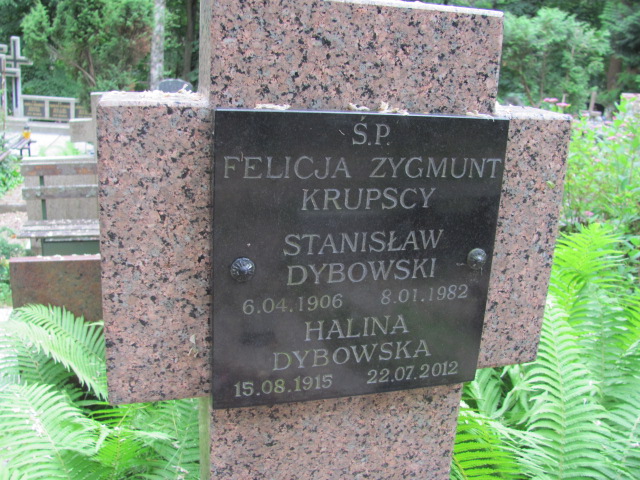 Ś.P.
FELICJA ZYGMUNT
KRUPSCY
STANISŁAW
DYBOWSKI
6.04.1906 8.01.1982
HALINA
DYBOWSKA
15.08.1915 22.07.2012